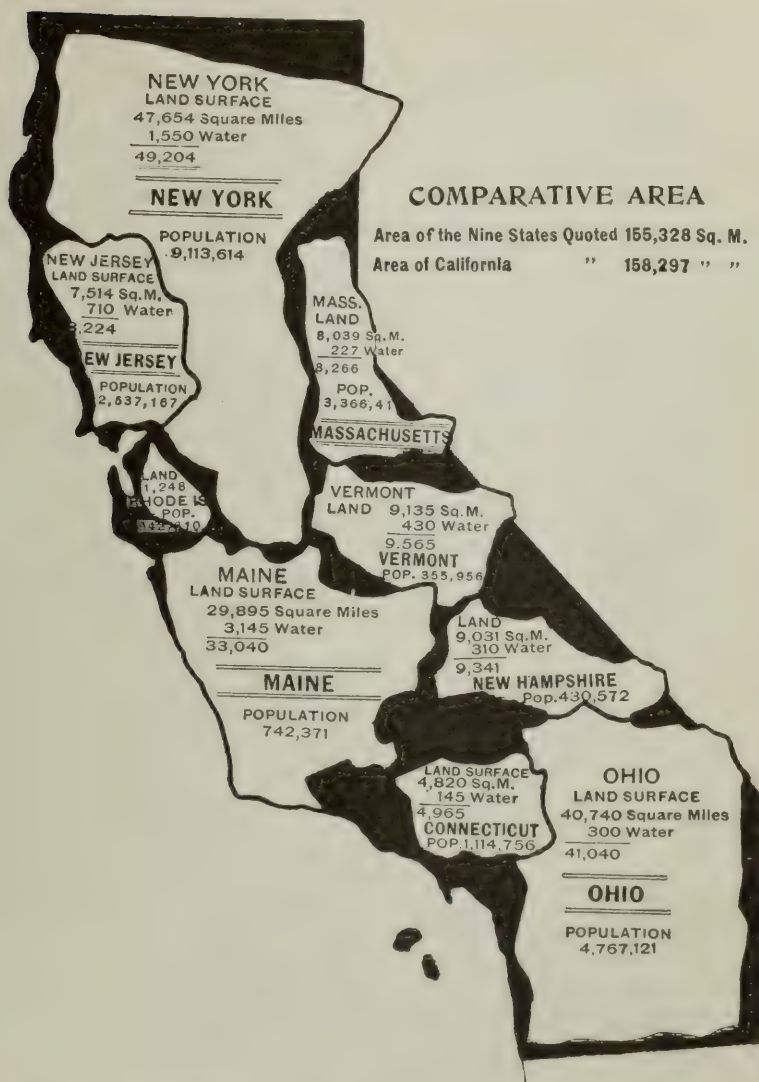 NEW YORK
LAND SURFACE
47,654 Square Miles
1,550 Water
49,204
NEW YORK
POPULATION
9,113,614
COMPARATIVE AREA
Area of the Nine States Quoted 155,328 Sq. M.
Area of California " 158,297 " "
NEW JERSEY
LAND SURFACE
7,514 Sq.M.
710 Water
8,224
EW JERSEY
POPULATION
2,537,167
MASS.
LAND
8,039 Sq.M.
227 Water
8,266
POP.
3,366,41
MASSACHUSETTS
LAND
1,248
RHODE IS.
POP.
VERMONT
LAND 9,135 Sq.M.
430 Water
9.565
VERMONT
POP. 355,956
MAINE
LAND SURFACE
29,895 Square Miles
3,145 Water
33,040
MAINE
POPULATION
742,371
LAND
9,031 Sq.M.
310 Water
9,341
NEW HAMPSHIRE
Pop.430,572
LAND SURFACE
4,820 Sq.M.
145 Water
4,965
CONNECTICUT
POP.1,114,756
OHIO
LAND SURFACE
40,740 Square Miles
300 Water
41,040
OHIO
POPULATION
4,767,121